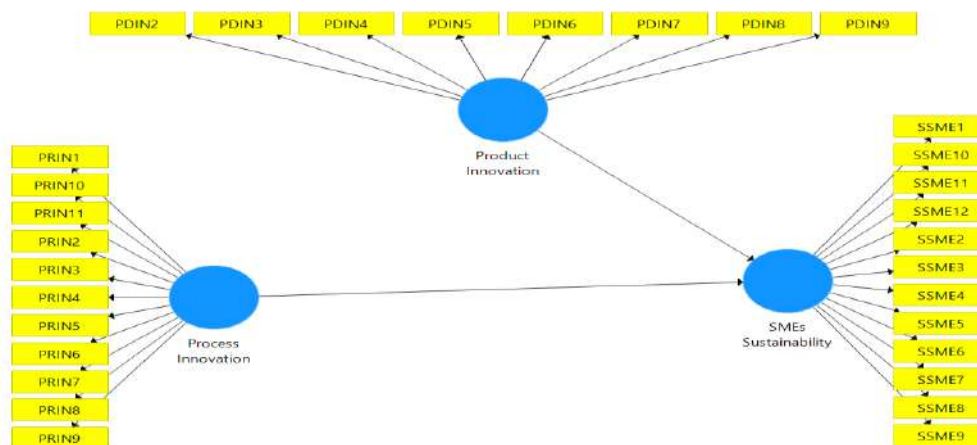 PDIN2
PDIN3
PDIN4
PDIN5
PDIN6
PDIN7
PDIN8
PDIN9
Product
Innovation
PRIN1
PRIN10
PRIN11
PRIN2
PRIN3
PRIN4
PRIN5
PRIN6
PRIN7
PRIN8
PRIN9
Process
Innovation
SMEs
Sustainability
SSME1
SSME10
SSME11
SSME12
SSME2
SSME3
SSME4
SSME5
SSME6
SSME7
SSME8
SSME9